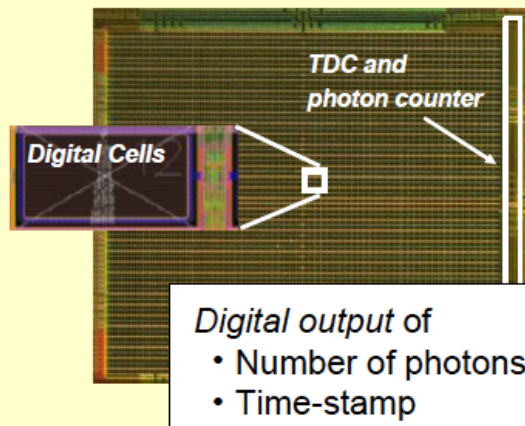 TDC and
photon counter
Digital Cells
Digital output of
• Number of photons
• Time-stamp